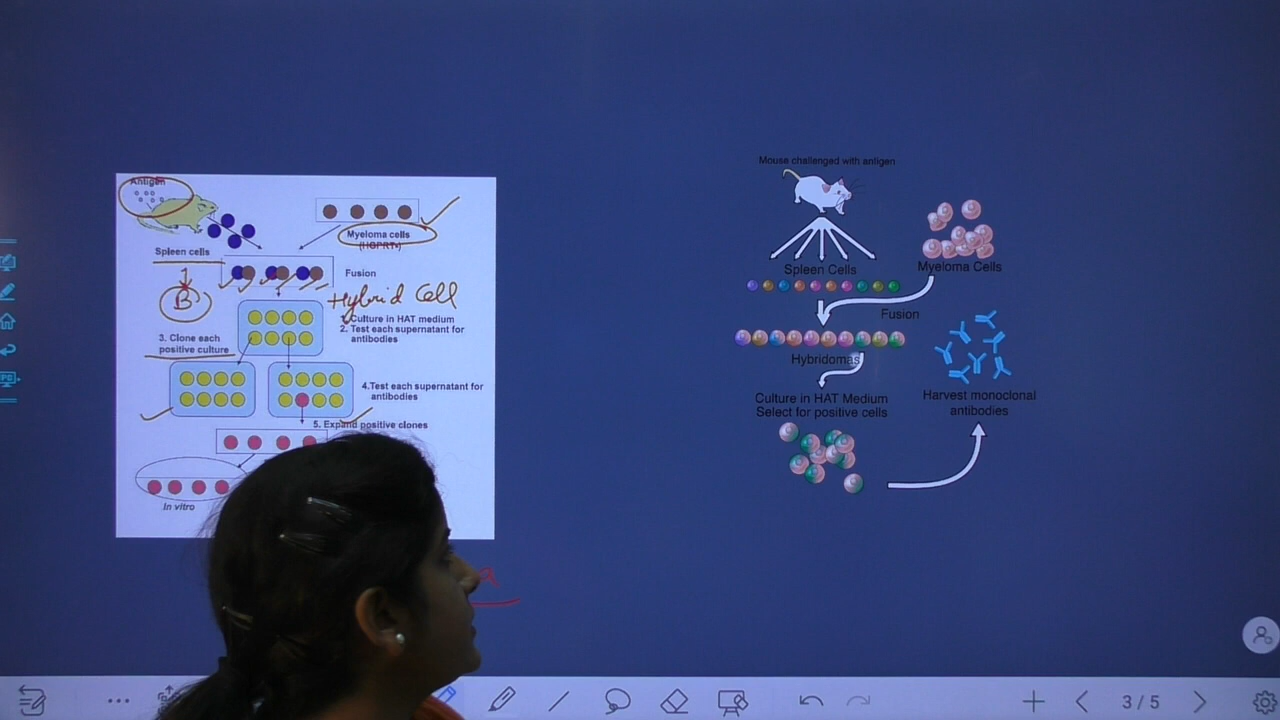 Antigen
Myeloma cells
(HGPRT-)
Spleen cells
B
Fusion
Hybrid Cell
1. Culture in HAT medium
2. Test each supernatant for
antibodies
3. Clone each
positive culture
4.Test each supernatant for
antibodies
5. Expand positive clones
In vitro
Mouse challenged with antigen
Spleen Cells
Myeloma Cells
Fusion
Hybridomas
Culture in HAT Medium
Select for positive cells
Harvest monoclonal
antibodies
3 / 5